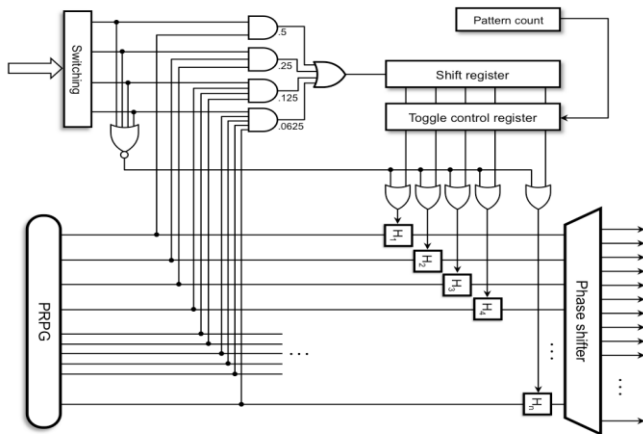 Pattern count
Switching
.5
.25
.125
.0625
Shift register
Toggle control register
PRPG
H1
H2
H3
H4
Hn
Phase shifter
...
...
...